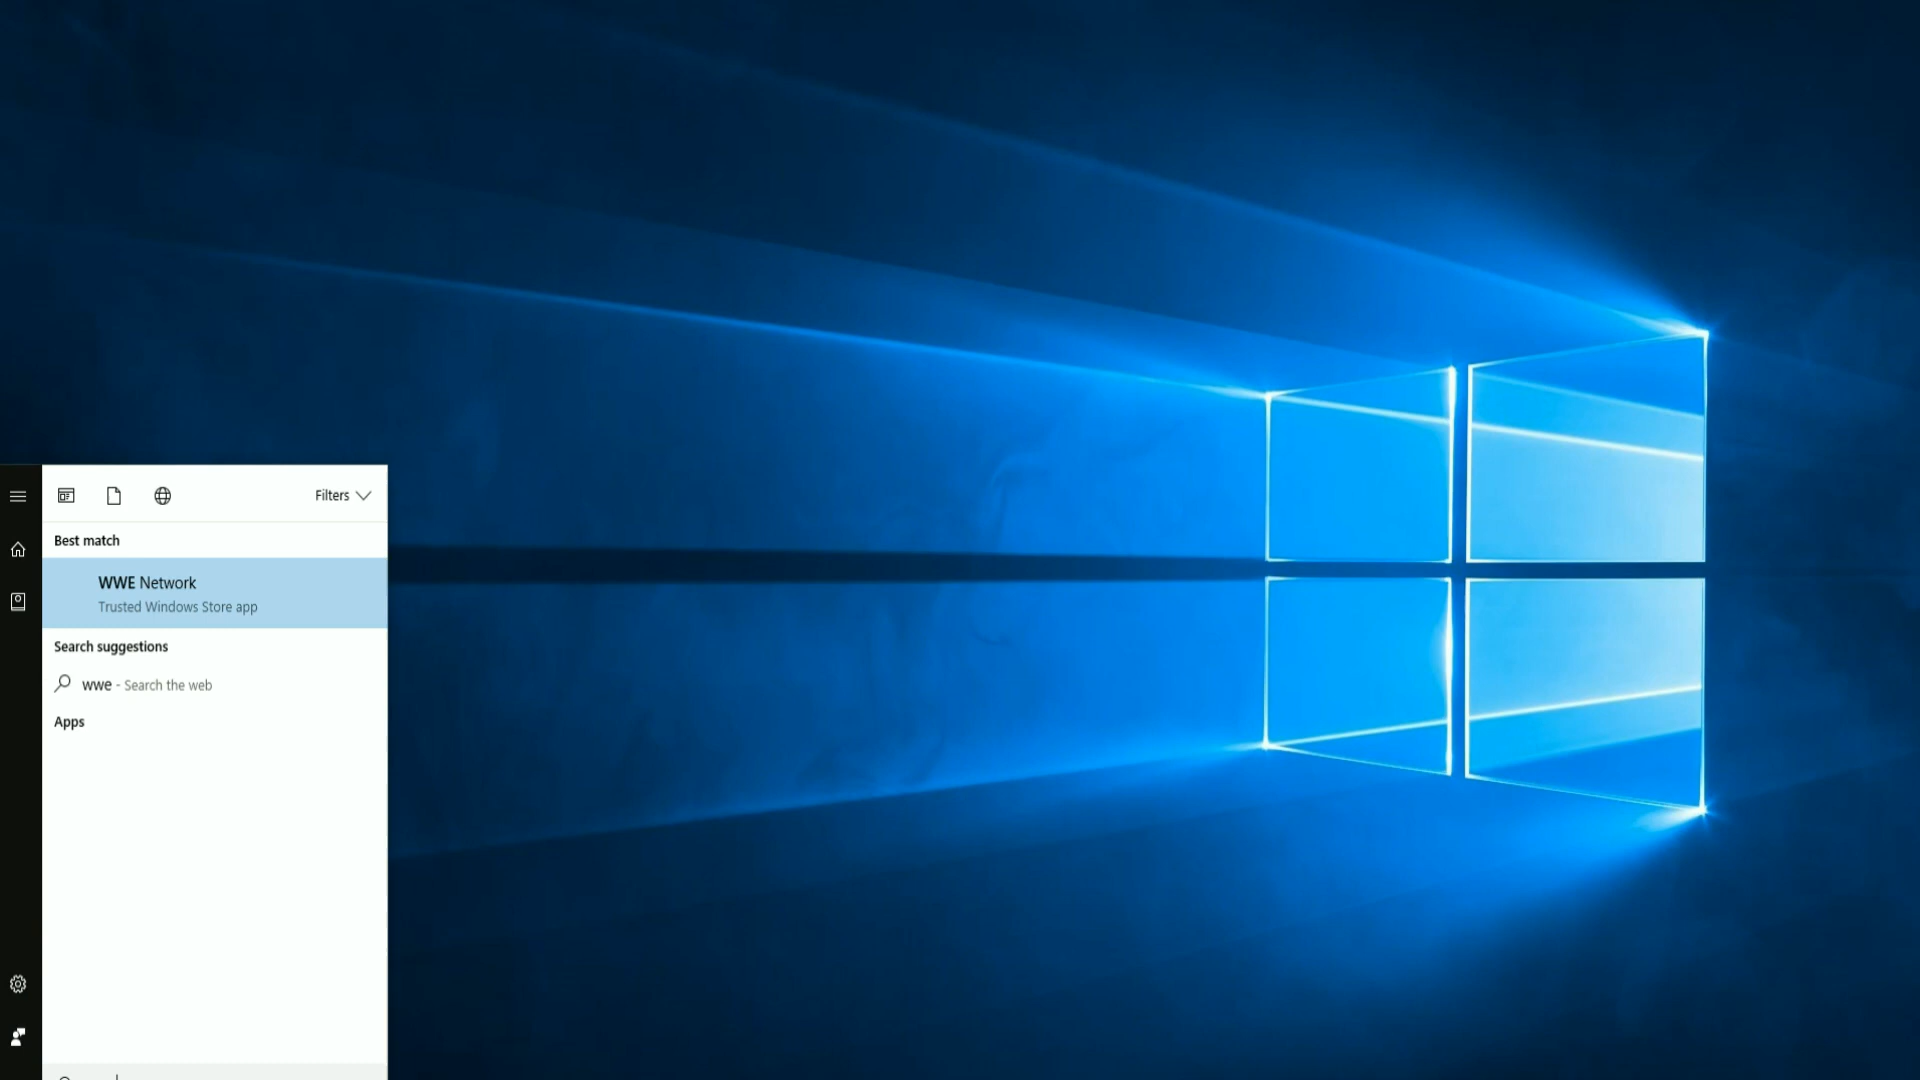 Filters
Best match
WWE Network
Trusted Windows Store app
Search suggestions
wwe - Search the web
Apps